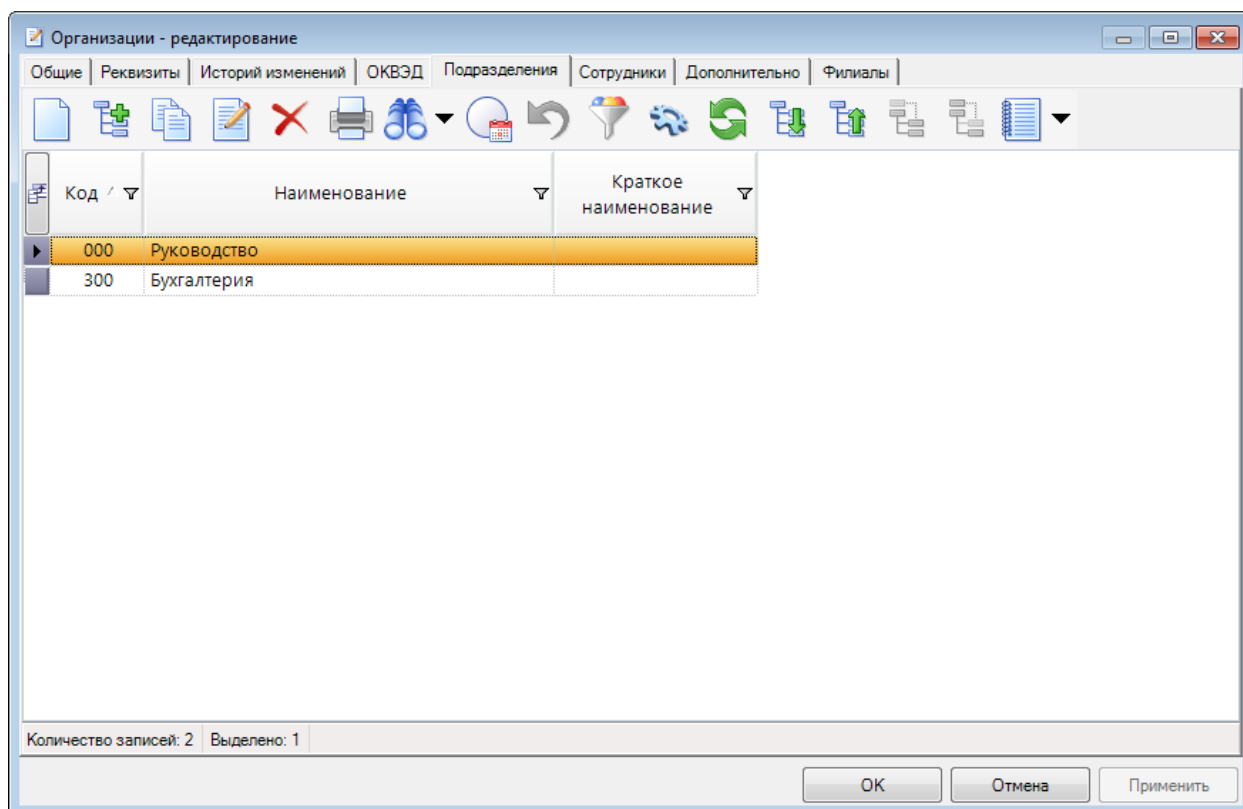 Организации - редактирование
Общие Реквизиты Историй изменений ОКВЭД Подразделения Сотрудники Дополнительно Филиалы
Код Наименование Краткое
наименование
000 Руководство
300 Бухгалтерия
Количество записей: 2 Выделено: 1
OK Отмена Применить